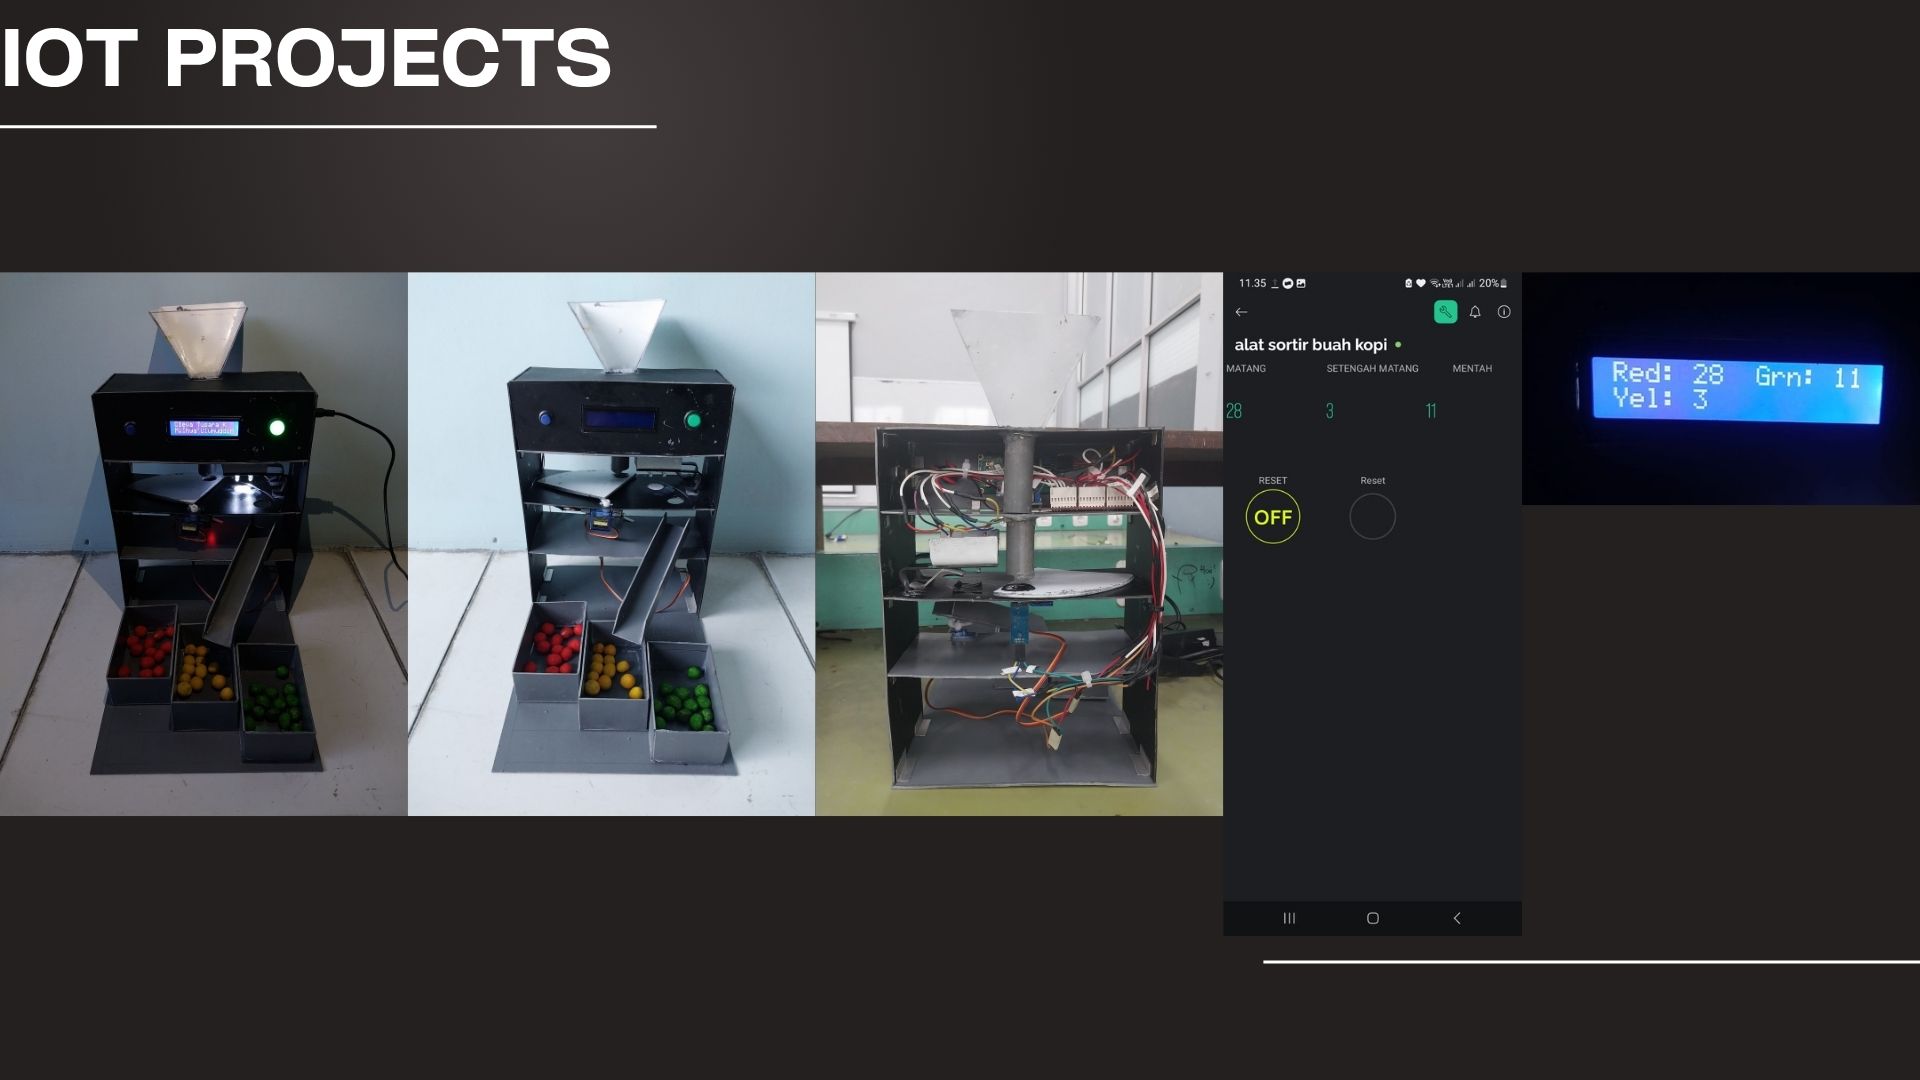 IOT PROJECTS
11.35
20%
alat sortir buah kopi
MATANG SETENGAH MATANG MENTAH
28 3 11
RESET Reset
OFF
Red: 28 Grn: 11
Yel: 3